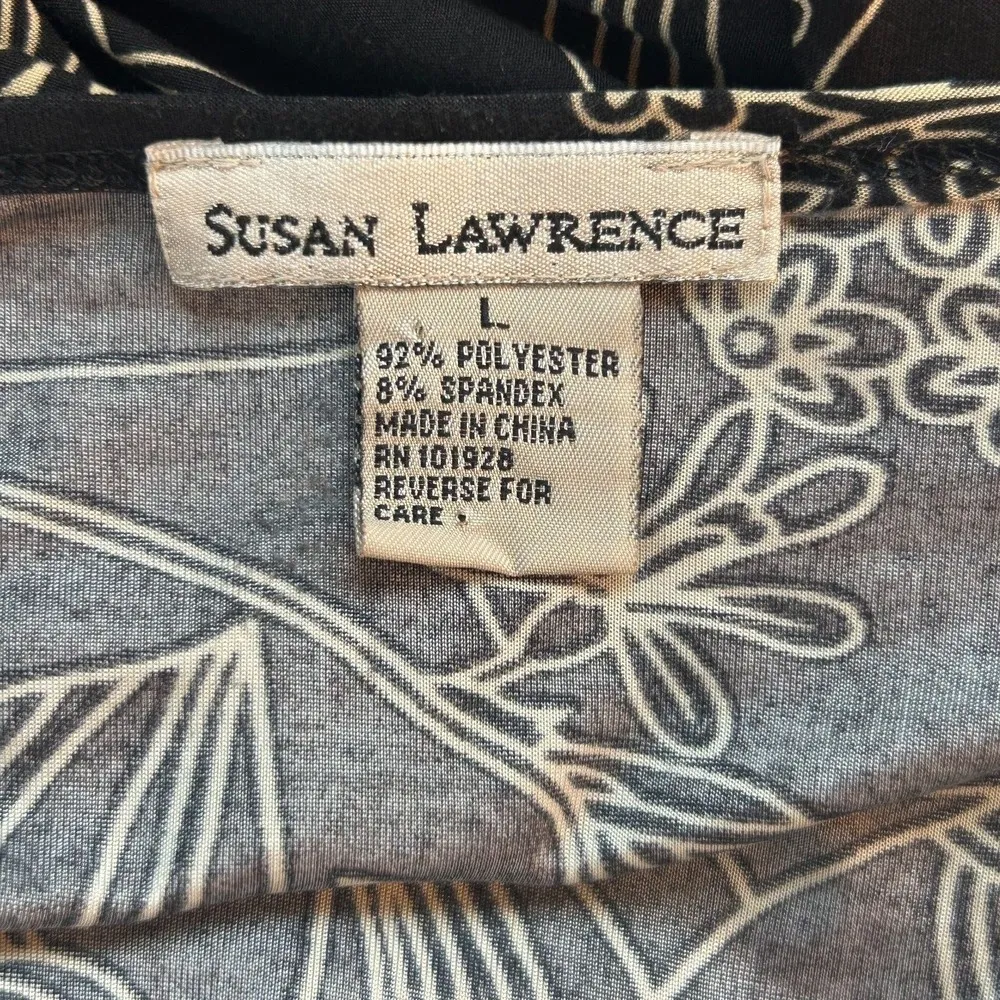 SUSAN LAWRENCE
L
92% POLYESTER
8% SPANDEX
MADE IN CHINA
RN 101928
REVERSE FOR
CARE •